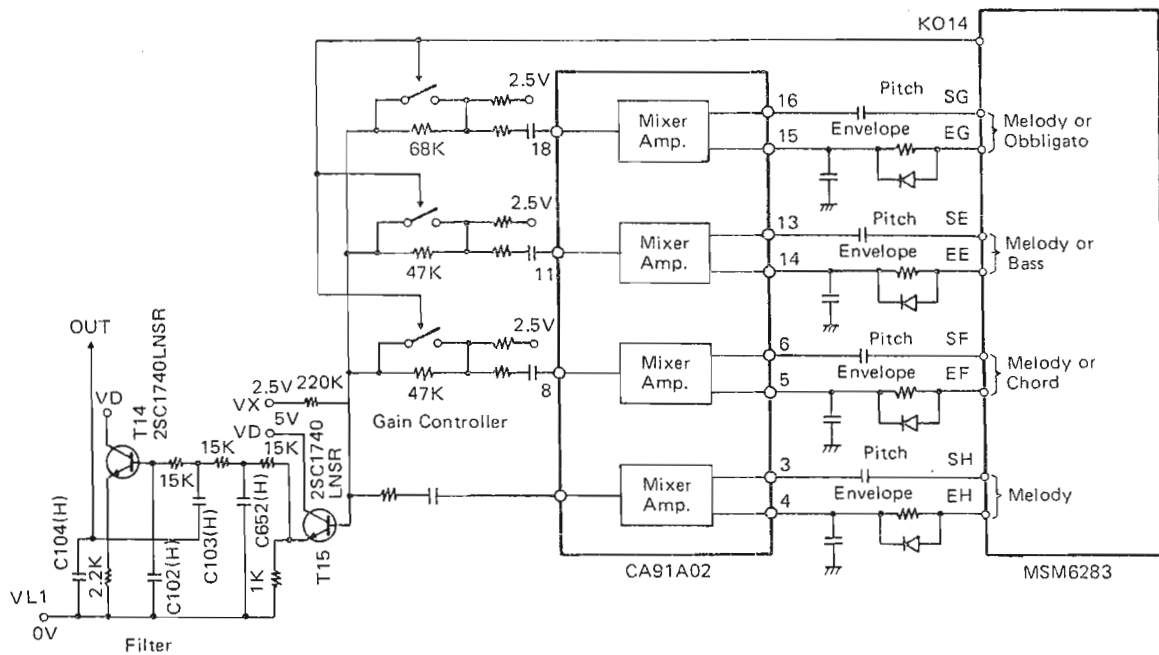 KO14
2.5V
16
Pitch
SG
Mixer
Amp.
15
Envelope
EG
Melody or
Obbligato
68K
18
2.5V
13
Pitch
SE
Mixer
Amp.
14
Envelope
EE
Melody or
Bass
47K
11
2.5V
6
Pitch
SF
Mixer
Amp.
5
Envelope
EF
Melody or
Chord
47K
8
OUT
2.5V
220K
VX
5V
VD
Gain Controller
VD
T14
2SC1740LNSR
15K
15K
15K
2SC1740
LNSR
T15
3
Pitch
SH
Mixer
Amp.
4
Envelope
EH
Melody
C104(H)
2.2K
C102(H)
C103(H)
C652(H)
1K
VL1
0V
Filter
CA91A02
MSM6283